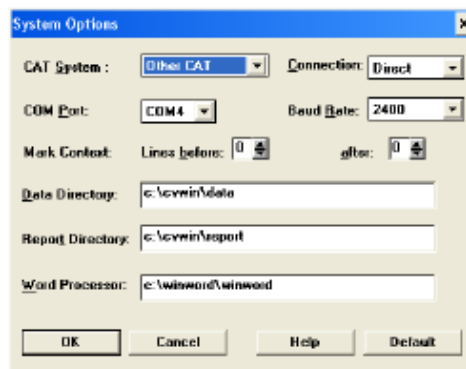 System Options
CAT System : Other CAT Connection: Direct
COM Port: COM4 Baud Rate: 2400
Mark Context: Lines before: 0 after: 0
Data Directory: c:\cvwin\data
Report Directory: c:\cvwin\report
Word Processor: c:\winword\winword
OK Cancel Help Default